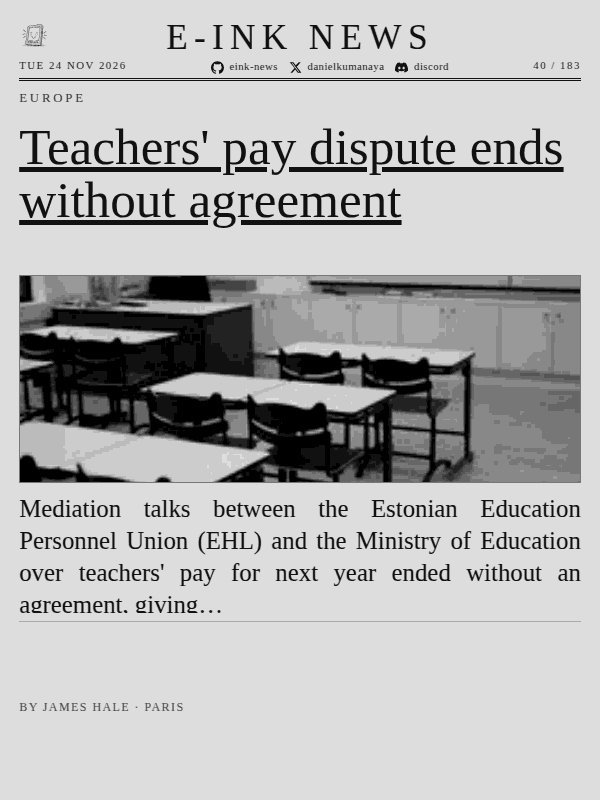 E-INK NEWS
TUE 24 NOV 2026
eink-news danielkumanaya discord
40 / 183
EUROPE
Teachers' pay dispute ends
without agreement
Mediation talks between the Estonian Education
Personnel Union (EHL) and the Ministry of Education
over teachers' pay for next year ended without an
agreement, giving…
BY JAMES HALE · PARIS